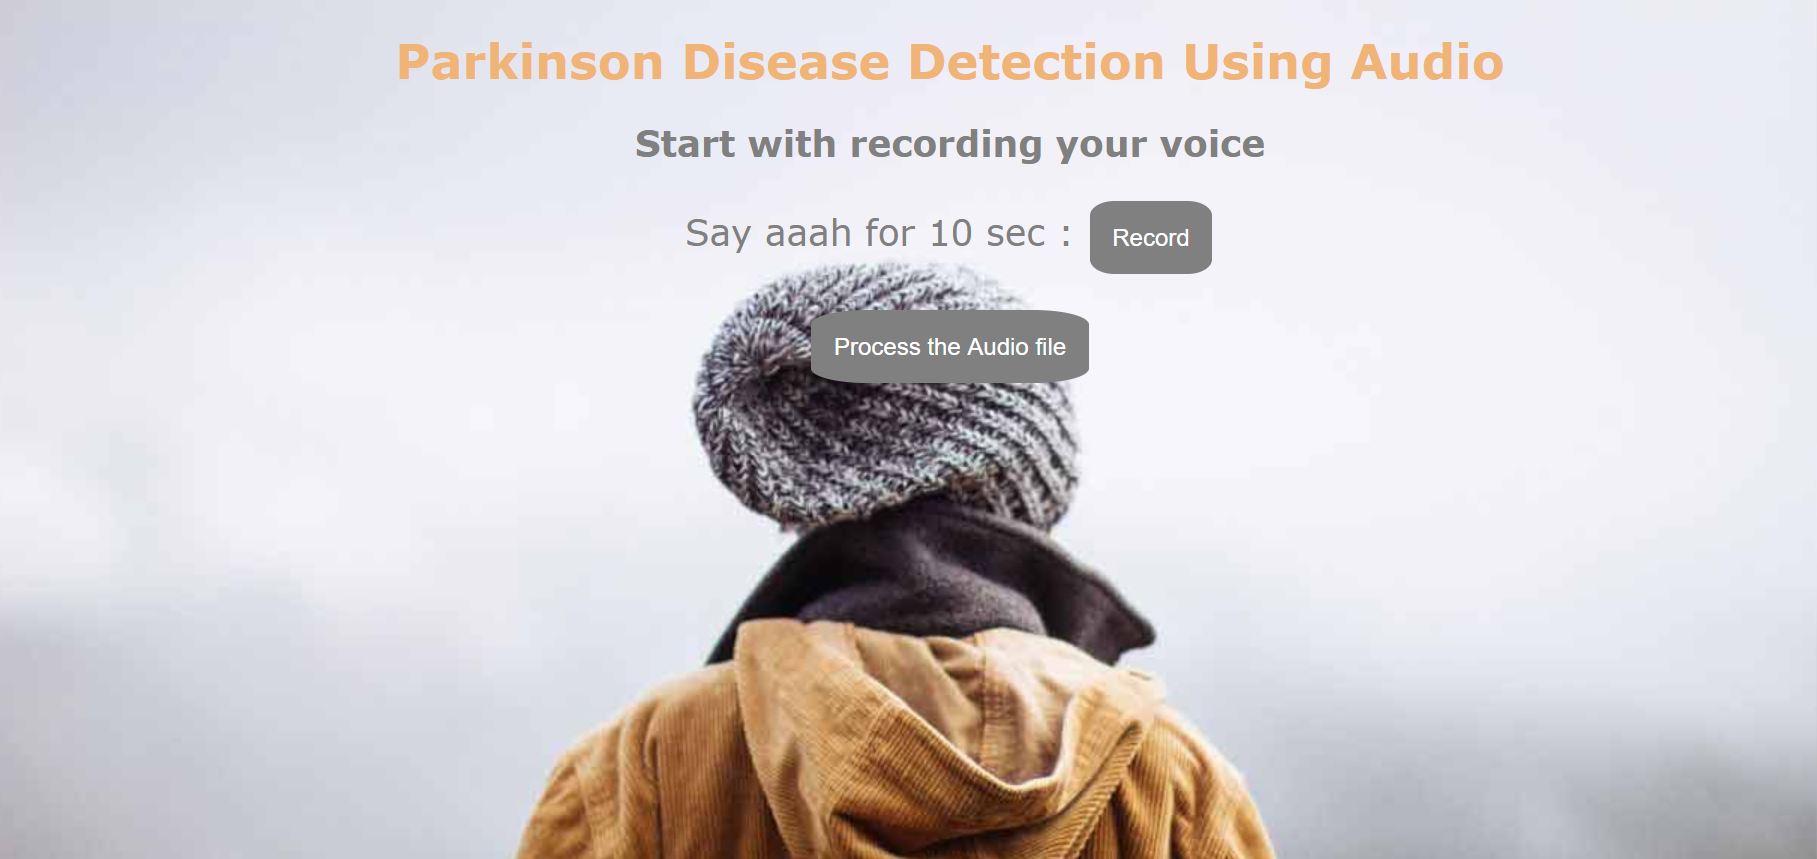 Parkinson Disease Detection Using Audio
Start with recording your voice
Say aaah for 10 sec : Record
Process the Audio file